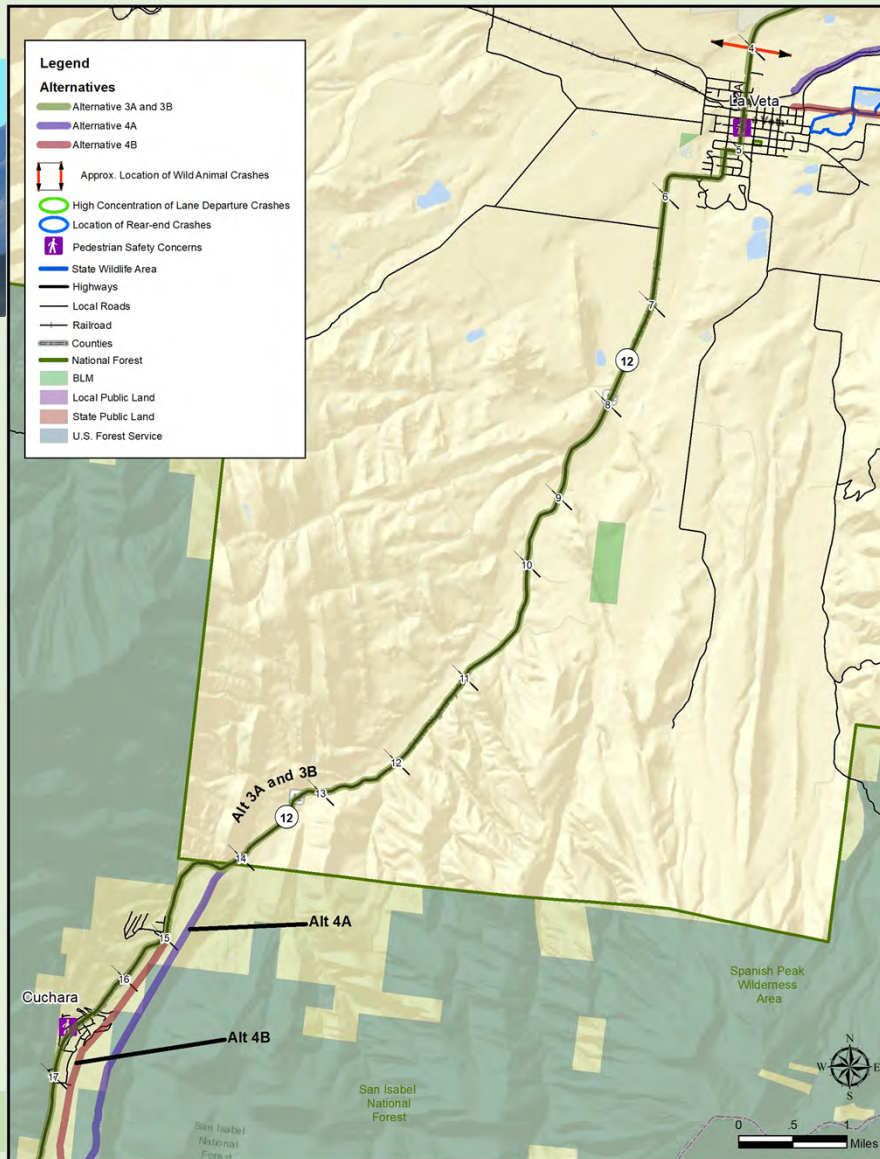 Legend
Alternatives
Alternative 3A and 3B
Alternative 4A
Alternative 4B
Approx. Location of Wild Animal Crashes
High Concentration of Lane Departure Crashes
Location of Rear-end Crashes
Pedestrian Safety Concerns
State Wildlife Area
Highways
Local Roads
Railroad
Counties
National Forest
BLM
Local Public Land
State Public Land
U.S. Forest Service
4
La Veta
5
6
7
12
8
9
10
11
12
13
Alt 3A and 3B
12
14
Alt 4A
15
16
Cuchara
Alt 4B
17
Spanish Peak
Wilderness
Area
San Isabel
National
Forest
San Isabel
National
Forest
N
W E
S
0 .5 1
Miles